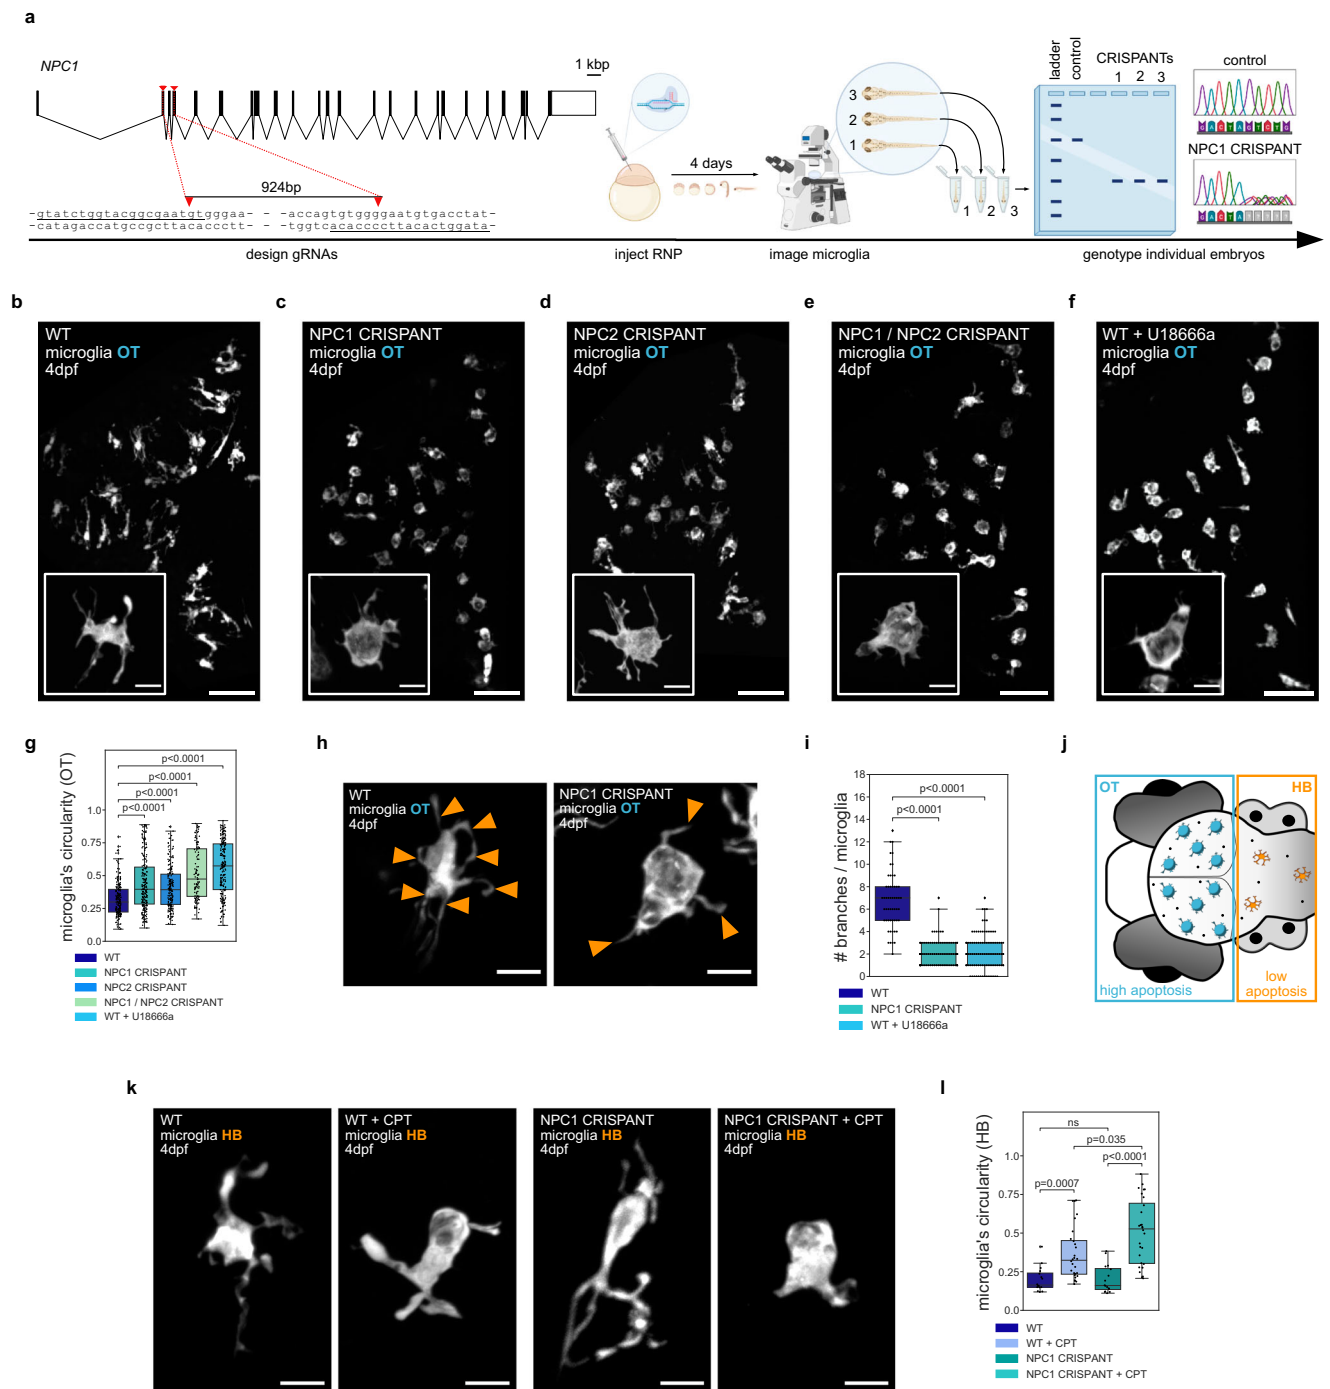 a
NPC1
1 kbp
924bp
-gtatctggtacggcgaatgtgggaa- - -accagtgtggggaatgtgacctat-
-catagaccatgccgcttacaccctt- - -tggtcacaccccttacactggata-
4 days
3
2
1
1 2 3
ladder
control
CRISPANTs
1 2 3
control
GACTAGTCTG
NPC1 CRISPANT
GACTA
design gRNAs
inject RNP
image microglia
genotype individual embryos
b
WT
microglia OT
4dpf
c
NPC1 CRISPANT
microglia OT
4dpf
d
NPC2 CRISPANT
microglia OT
4dpf
e
NPC1 / NPC2 CRISPANT
microglia OT
4dpf
f
WT + U18666a
microglia OT
4dpf
g
microglia's circularity (OT)
p<0.0001
p<0.0001
p<0.0001
p<0.0001
1.0
0.75
0.5
0.25
0.0
WT
NPC1 CRISPANT
NPC2 CRISPANT
NPC1 / NPC2 CRISPANT
WT + U18666a
h
WT
microglia OT
4dpf
NPC1 CRISPANT
microglia OT
4dpf
i
# branches / microglia
18
16
14
12
10
8
6
4
2
0
p<0.0001
p<0.0001
WT
NPC1 CRISPANT
WT + U18666a
j
OT
HB
high apoptosis
low
apoptosis
k
WT
microglia HB
4dpf
WT + CPT
microglia HB
4dpf
NPC1 CRISPANT
microglia HB
4dpf
NPC1 CRISPANT + CPT
microglia HB
4dpf
l
microglia's circularity (HB)
ns
p=0.035
p<0.0001
p=0.0007
1.0
0.75
0.5
0.25
0.0
WT
WT + CPT
NPC1 CRISPANT
NPC1 CRISPANT + CPT